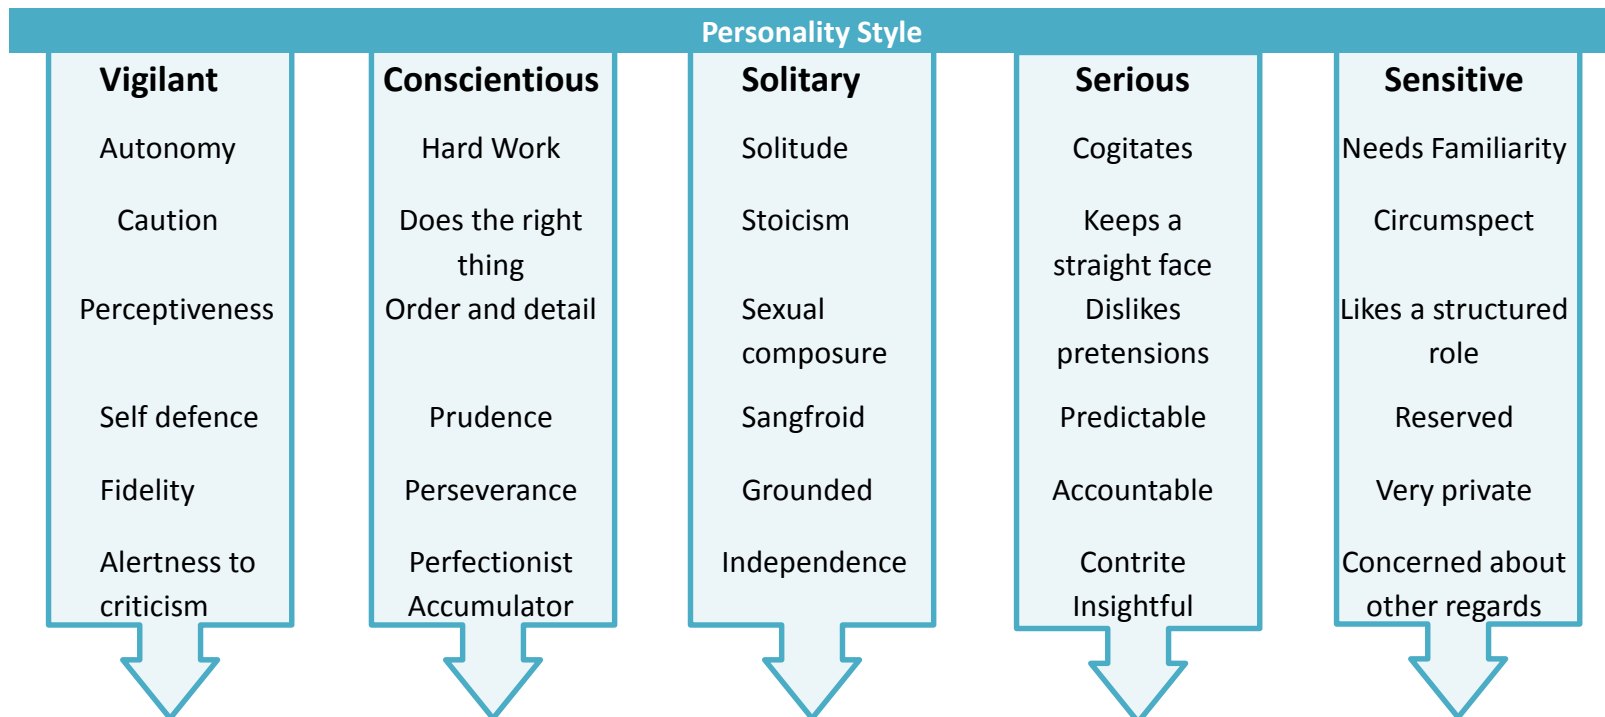 Personality Style
Vigilant
Autonomy
Caution
Perceptiveness
Self defence
Fidelity
Alertness to
criticism
Conscientious
Hard Work
Does the right
thing
Order and detail
Prudence
Perseverance
Perfectionist
Accumulator
Solitary
Solitude
Stoicism
Sexual
composure
Sangfroid
Grounded
Independence
Serious
Cogitates
Keeps a
straight face
Dislikes
pretensions
Predictable
Accountable
Contrite
Insightful
Sensitive
Needs Familiarity
Circumspect
Likes a structured
role
Reserved
Very private
Concerned about
other regards